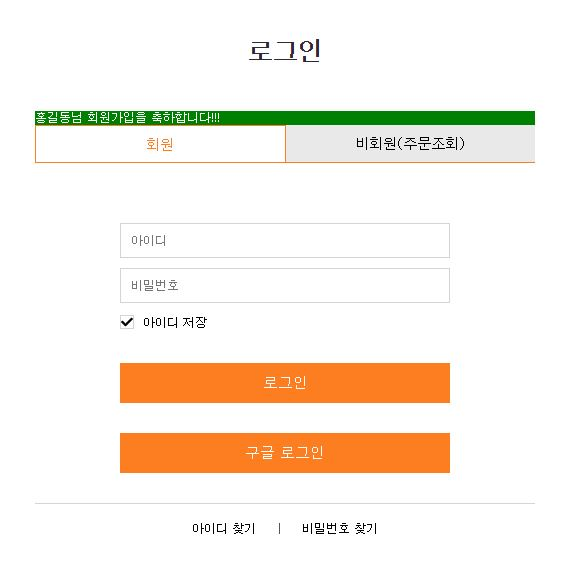 로그인
홍길동님 회원가입을 축하합니다!!!
회원 비회원(주문조회)
아이디
비밀번호
아이디 저장
로그인
구글 로그인
아이디 찾기 | 비밀번호 찾기